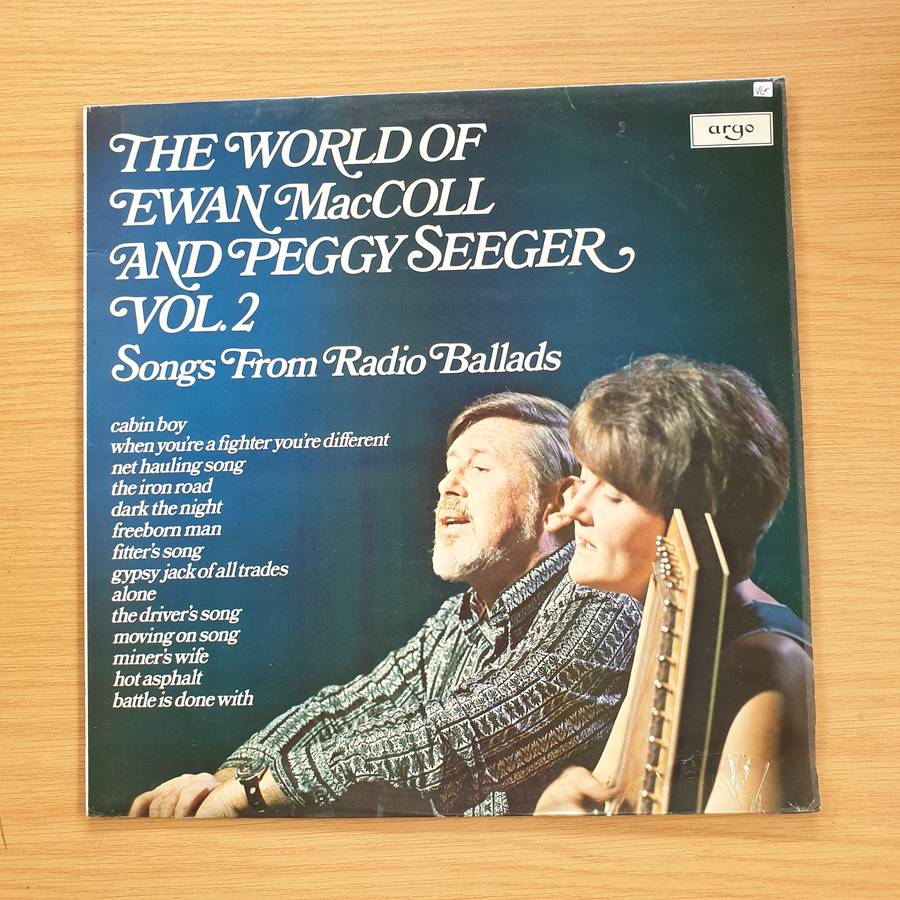 VG+
argo
THE WORLD OF
EWAN MacCOLL
AND PEGGY SEEGER
VOL. 2
Songs From Radio Ballads
cabin boy
when you're a fighter you're different
net hauling song
the iron road
dark the night
freeborn man
fitter's song
gypsy jack of all trades
alone
the driver's song
moving on song
miner's wife
hot asphalt
battle is done with